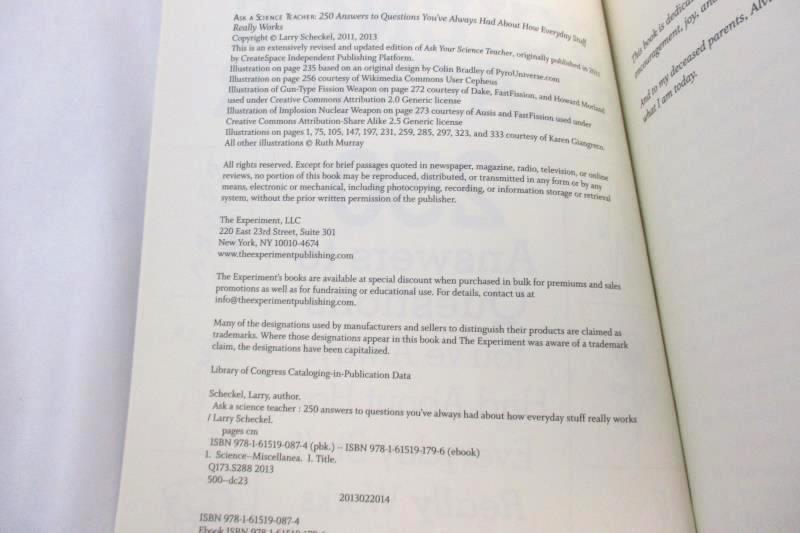 ASK A SCIENCE TEACHER: 250 Answers to Questions You've Always Had About How Everyday Stuff
Really Works
Copyright © Larry Scheckel, 2011, 2013
This is an extensively revised and updated edition of Ask Your Science Teacher, originally published in 2011
by CreateSpace Independent Publishing Platform.
Illustration on page 235 based on an original design by Colin Bradley of PyroUniverse.com
Illustration on page 256 courtesy of Wikimedia Commons User Cepheus
Illustration of Gun-Type Fission Weapon on page 272 courtesy of Dake, FastFission, and Howard Morland
used under Creative Commons Attribution 2.0 Generic license
Illustration of Implosion Nuclear Weapon on page 273 courtesy of Ausis and FastFission used under
Creative Commons Attribution-Share Alike 2.5 Generic license
Illustrations on pages 1, 75, 105, 147, 197, 231, 259, 285, 297, 323, and 333 courtesy of Karen Giangreco.
All other illustrations © Ruth Murray
All rights reserved. Except for brief passages quoted in newspaper, magazine, radio, television, or online
reviews, no portion of this book may be reproduced, distributed, or transmitted in any form or by any
means, electronic or mechanical, including photocopying, recording, or information storage or retrieval
system, without the prior written permission of the publisher.
The Experiment, LLC
220 East 23rd Street, Suite 301
New York, NY 10010-4674
www.theexperimentpublishing.com
The Experiment's books are available at special discount when purchased in bulk for premiums and sales
promotions as well as for fundraising or educational use. For details, contact us at
info@theexperimentpublishing.com.
Many of the designations used by manufacturers and sellers to distinguish their products are claimed as
trademarks. Where those designations appear in this book and The Experiment was aware of a trademark
claim, the designations have been capitalized.
Library of Congress Cataloging-in-Publication Data
Scheckel, Larry, author.
Ask a science teacher : 250 answers to questions you've always had about how everyday stuff really works
/ Larry Scheckel.
pages cm
ISBN 978-1-61519-087-4 (pbk.) -- ISBN 978-1-61519-179-6 (ebook)
1. Science--Miscellanea. I. Title.
Q173.S288 2013
500--dc23
2013022014
ISBN 978-1-61519-087-4
Ebook ISBN 978-1-61519-179-6
This book is dedicat
encouragement, joy, and
And to my deceased parents, Alv
what I am today.